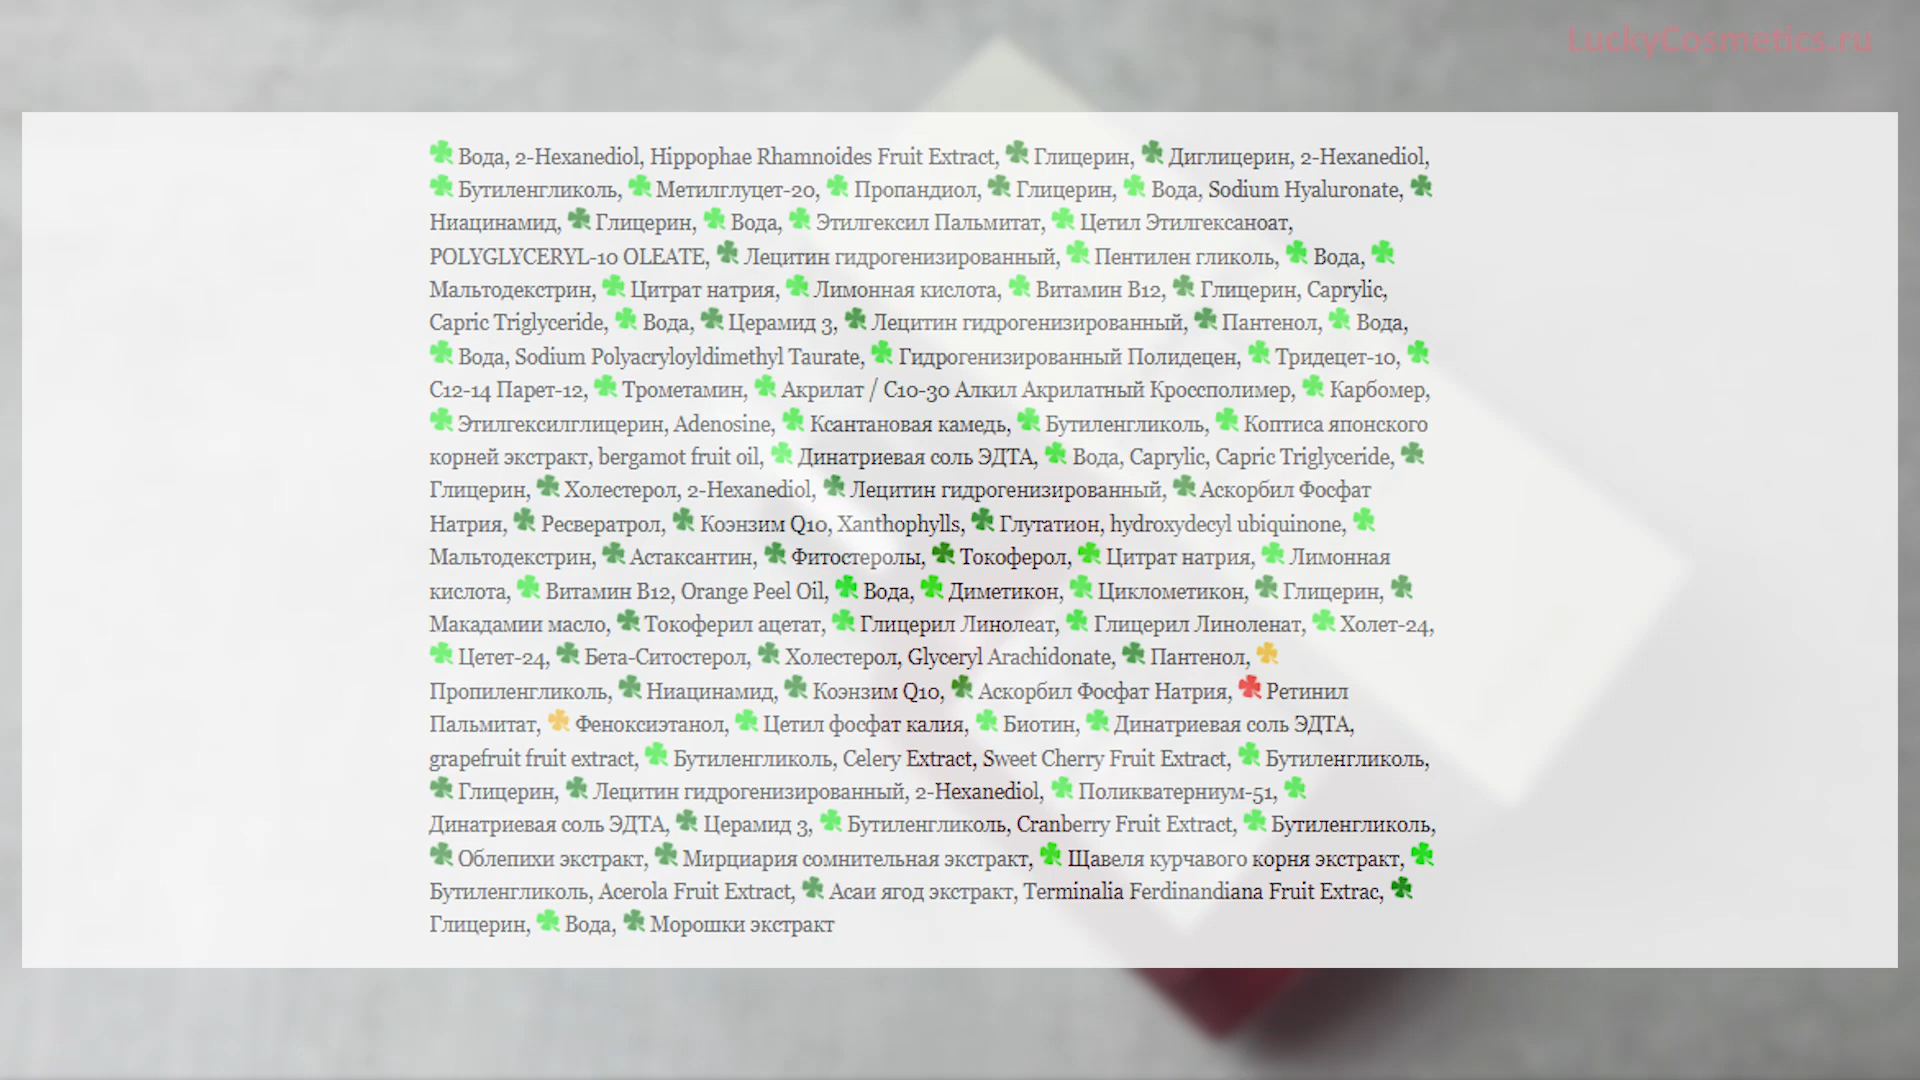 LuckyCosmetics.ru
Вода, 2-Hexanediol, Hippophae Rhamnoides Fruit Extract, Глицерин, Диглицерин, 2-Hexanediol,
Бутиленгликоль, Метилглуцет-20, Пропандиол, Глицерин, Вода, Sodium Hyaluronate,
Ниацинамид, Глицерин, Вода, Этилгексил Пальмитат, Цетил Этилгексаноат,
POLYGLYCERYL-10 OLEATE, Лецитин гидрогенизированный, Пентилен гликоль, Вода,
Мальтодекстрин, Цитрат натрия, Лимонная кислота, Витамин В12, Глицерин, Caprylic,
Capric Triglyceride, Вода, Церамид 3, Лецитин гидрогенизированный, Пантенол, Вода,
Вода, Sodium Polyacryloyldimethyl Taurate, Гидрогенизированный Полидецен, Тридецет-10,
C12-14 Парет-12, Трометамин, Акрилат / C10-30 Алкил Акрилатный Кроссполимер, Карбомер,
Этилгексилглицерин, Adenosine, Ксантановая камедь, Бутиленгликоль, Коптиса японского
корней экстракт, bergamot fruit oil, Динатриевая соль ЭДТА, Вода, Caprylic, Capric Triglyceride,
Глицерин, Холестерол, 2-Hexanediol, Лецитин гидрогенизированный, Аскорбил Фосфат
Натрия, Ресвератрол, Коэнзим Q10, Xanthophylls, Глутатион, hydroxydecyl ubiquinone,
Мальтодекстрин, Астаксантин, Фитостеролы, Токоферол, Цитрат натрия, Лимонная
кислота, Витамин В12, Orange Peel Oil, Вода, Диметикон, Циклометикон, Глицерин,
Макадамии масло, Токоферил ацетат, Глицерил Линолеат, Глицерил Линоленат, Холет-24,
Цетет-24, Бета-Ситостерол, Холестерол, Glyceryl Arachidonate, Пантенол,
Пропиленгликоль, Ниацинамид, Коэнзим Q10, Аскорбил Фосфат Натрия, Ретинил
Пальмитат, Феноксиэтанол, Цетил фосфат калия, Биотин, Динатриевая соль ЭДТА,
grapefruit fruit extract, Бутиленгликоль, Celery Extract, Sweet Cherry Fruit Extract, Бутиленгликоль,
Глицерин, Лецитин гидрогенизированный, 2-Hexanediol, Поликватерниум-51,
Динатриевая соль ЭДТА, Церамид 3, Бутиленгликоль, Cranberry Fruit Extract, Бутиленгликоль,
Облепихи экстракт, Мирциария сомнительная экстракт, Щавеля курчавого корня экстракт,
Бутиленгликоль, Acerola Fruit Extract, Асаи ягод экстракт, Terminalia Ferdinandiana Fruit Extrac,
Глицерин, Вода, Морошки экстракт